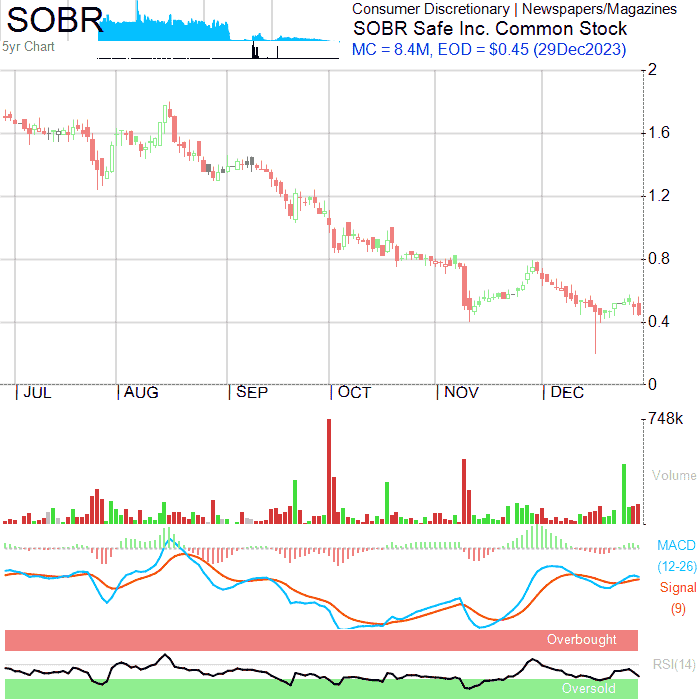 SOBR
5yr Chart
Consumer Discretionary | Newspapers/Magazines
SOBR Safe Inc. Common Stock
MC = 8.4M, EOD = $0.45 (29Dec2023)
2
1.6
1.2
0.8
0.4
0
| JUL | AUG | SEP | OCT | NOV | DEC
748k
Volume
MACD
(12-26)
Signal
(9)
Overbought
RSI(14)
Oversold